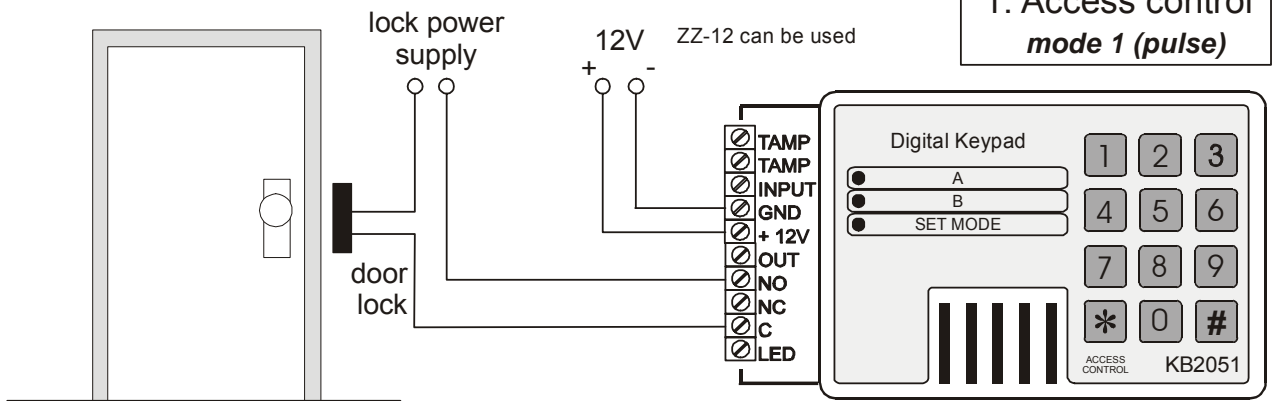 1. Access control
mode 1 (pulse)
lock power
supply
12V
ZZ-12 can be used
+ -
door
lock
TAMP
TAMP
INPUT
GND
+ 12V
OUT
NO
NC
C
LED
Digital Keypad
A
B
SET MODE
1 2 3
4 5 6
7 8 9
* 0 #
ACCESS
CONTROL
KB2051